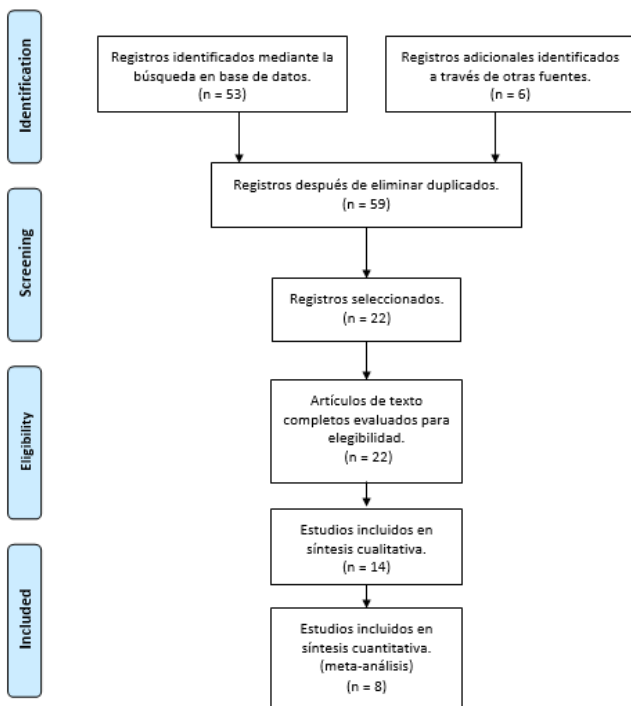 Identification
Registros identificados mediante la
búsqueda en base de datos.
(n = 53)
Registros adicionales identificados
a través de otras fuentes.
(n = 6)
Registros después de eliminar duplicados.
(n = 59)
Screening
Registros seleccionados.
(n = 22)
Eligibility
Artículos de texto
completos evaluados para
elegibilidad.
(n = 22)
Estudios incluidos en
síntesis cualitativa.
(n = 14)
Included
Estudios incluidos en
síntesis cuantitativa.
(meta-análisis)
(n = 8)